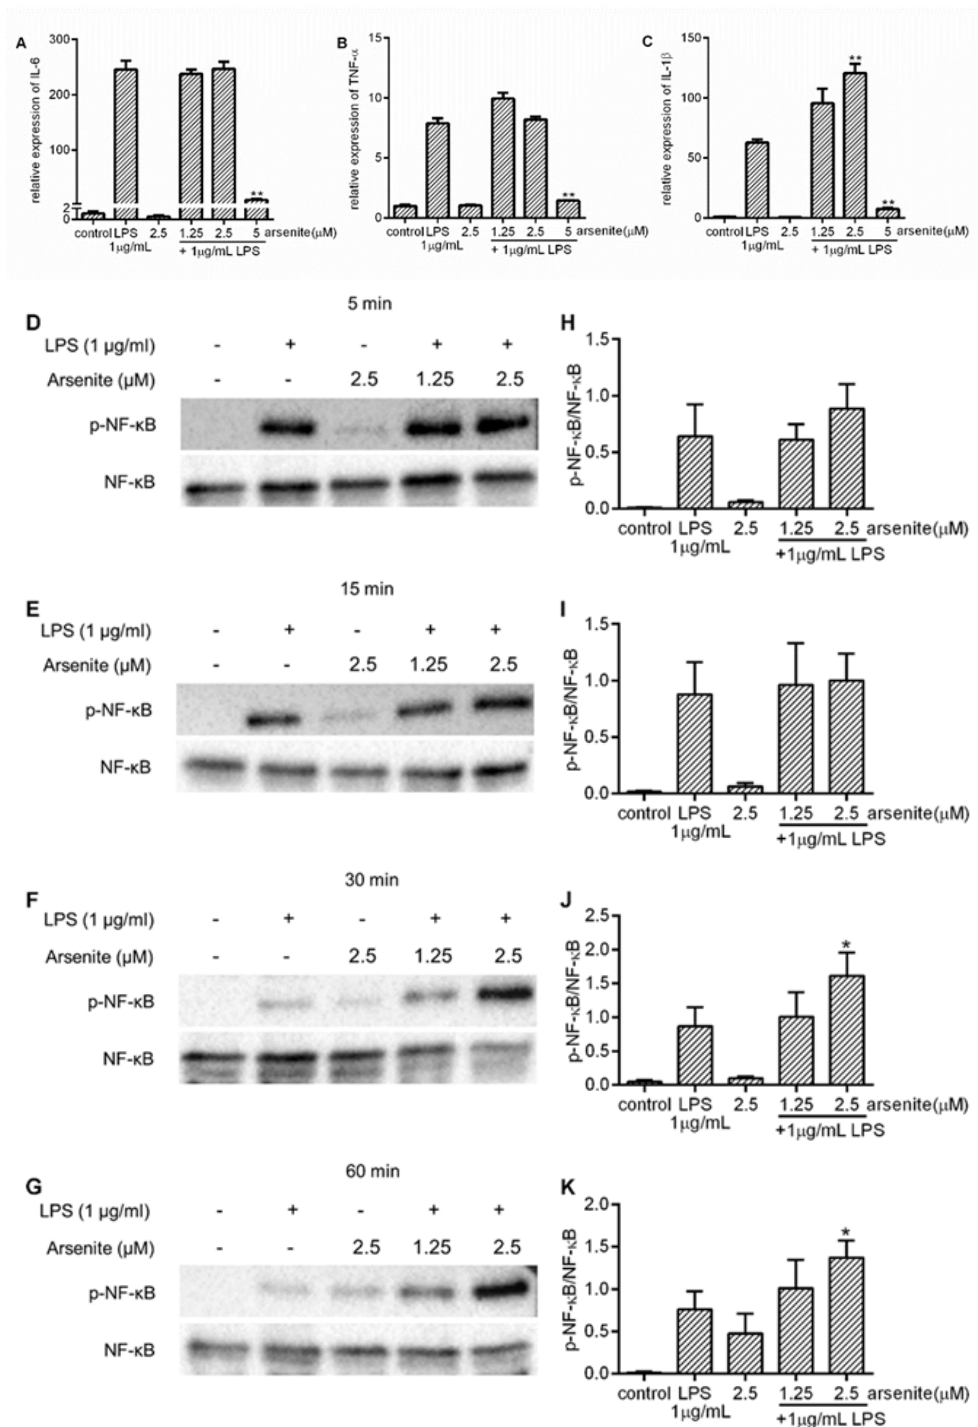 A
300
200
100
2
0
relative expression of IL-6
control LPS 2.5 1.25 2.5 5 arsenite(μM)
1μg/mL + 1μg/mL LPS
**
B
15
10
5
0
relative expression of TNF-α
control LPS 2.5 1.25 2.5 5 arsenite(μM)
1μg/mL + 1μg/mL LPS
**
C
150
100
50
0
relative expression of IL-1β
** **
control LPS 2.5 1.25 2.5 5 arsenite(μM)
1μg/mL + 1μg/mL LPS
5 min
D
LPS (1 μg/ml) - + - + +
Arsenite (μM) - - 2.5 1.25 2.5
p-NF-κB
NF-κB
H
1.5
1.0
0.5
0.0
p-NF-κB/NF-κB
control LPS 2.5 1.25 2.5 arsenite(μM)
1μg/mL +1μg/mL LPS
15 min
E
LPS (1 μg/ml) - + - + +
Arsenite (μM) - - 2.5 1.25 2.5
p-NF-κB
NF-κB
I
1.5
1.0
0.5
0.0
p-NF-κB/NF-κB
control LPS 2.5 1.25 2.5 arsenite(μM)
1μg/mL +1μg/mL LPS
30 min
F
LPS (1 μg/ml) - + - + +
Arsenite (μM) - - 2.5 1.25 2.5
p-NF-κB
NF-κB
J
2.5
2.0
1.5
1.0
0.5
0.0
p-NF-κB/NF-κB
*
control LPS 2.5 1.25 2.5 arsenite(μM)
1μg/mL +1μg/mL LPS
60 min
G
LPS (1 μg/ml) - + - + +
Arsenite (μM) - - 2.5 1.25 2.5
p-NF-κB
NF-κB
K
2.0
1.5
1.0
0.5
0.0
p-NF-κB/NF-κB
*
control LPS 2.5 1.25 2.5 arsenite(μM)
1μg/mL +1μg/mL LPS